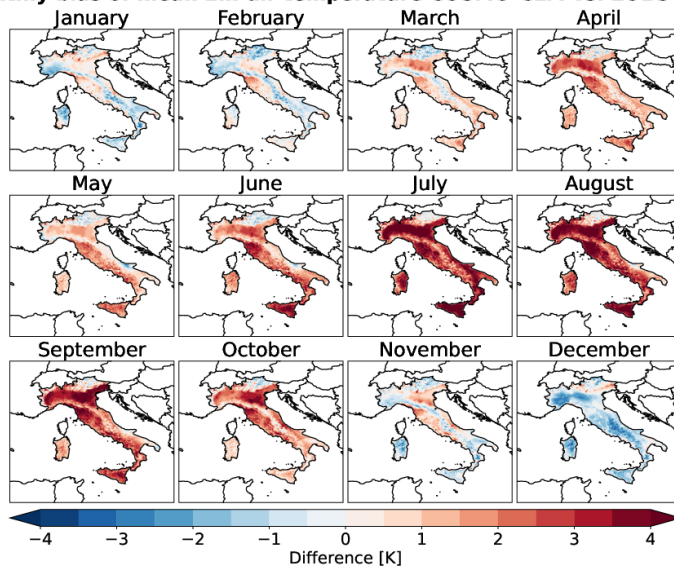 January February March April
May June July August
September October November December
−4 −3 −2 −1 0 1 2 3 4
Difference [K]